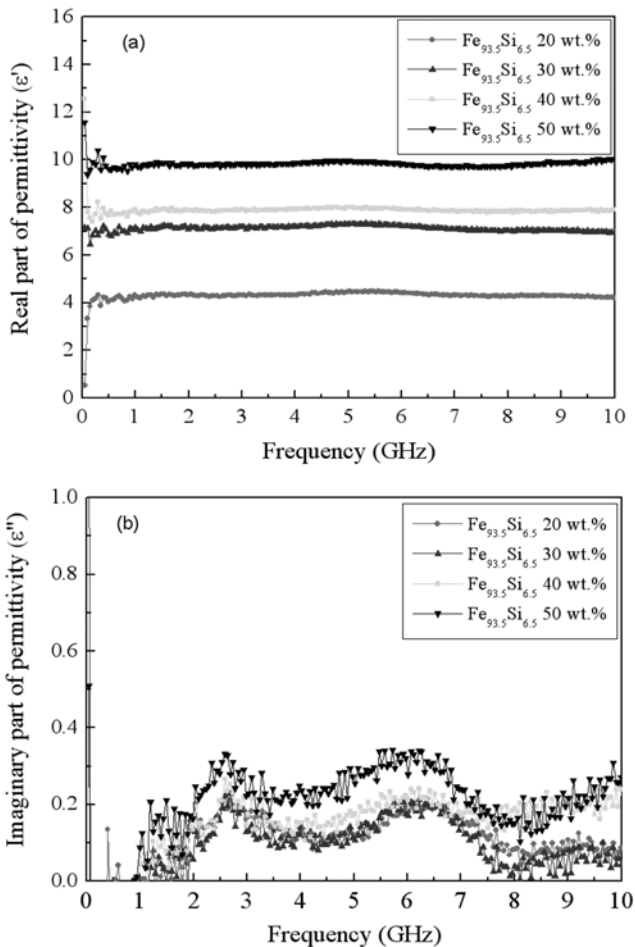 (a)
Fe93.5Si6.5 20 wt.%
Fe93.5Si6.5 30 wt.%
Fe93.5Si6.5 40 wt.%
Fe93.5Si6.5 50 wt.%
Real part of permittivity (ε')
16
14
12
10
8
6
4
2
0
0 1 2 3 4 5 6 7 8 9 10
Frequency (GHz)
(b)
Fe93.5Si6.5 20 wt.%
Fe93.5Si6.5 30 wt.%
Fe93.5Si6.5 40 wt.%
Fe93.5Si6.5 50 wt.%
Imaginary part of permittivity (ε")
1.0
0.8
0.6
0.4
0.2
0.0
0 1 2 3 4 5 6 7 8 9 10
Frequency (GHz)